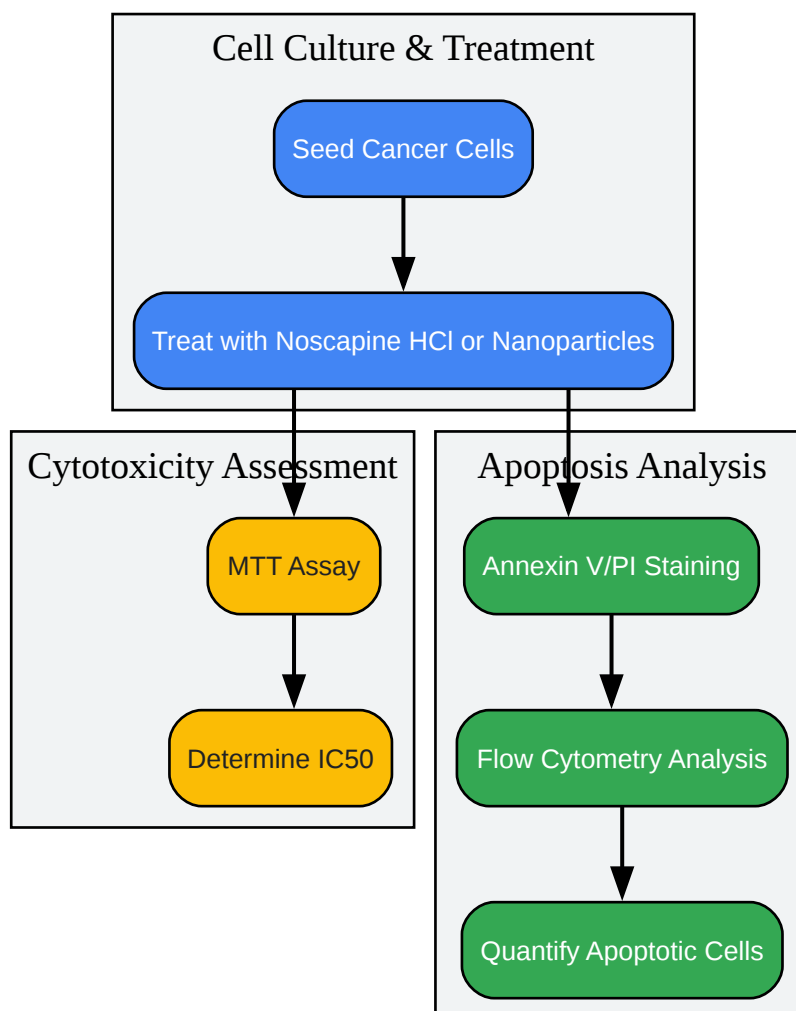 Cell Culture & Treatment
Seed Cancer Cells
Treat with Noscapine HCl or Nanoparticles
Cytotoxicity Assessment
MTT Assay
Determine IC50
Apoptosis Analysis
Annexin V/PI Staining
Flow Cytometry Analysis
Quantify Apoptotic Cells